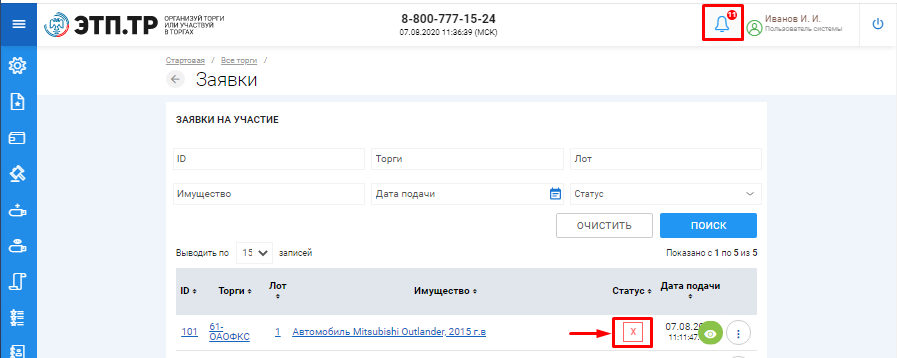 ЭТП.ТР
ОРГАНИЗУЙ ТОРГИ
ИЛИ УЧАСТВУЙ
В ТОРГАХ
8-800-777-15-24
07.08.2020 11:36:39 (МСК)
11
Иванов И. И.
Пользователь системы
Стартовая / Все торги /
Заявки
ЗАЯВКИ НА УЧАСТИЕ
ID Торги Лот
Имущество Дата подачи Статус
ОЧИСТИТЬ ПОИСК
Выводить по 15 записей Показано с 1 по 5 из 5
ID Торги Лот Имущество Статус Дата подачи
101 61-ОАОФКС 1 Автомобиль Mitsubishi Outlander, 2015 г.в X 07.08.2
11:11:47